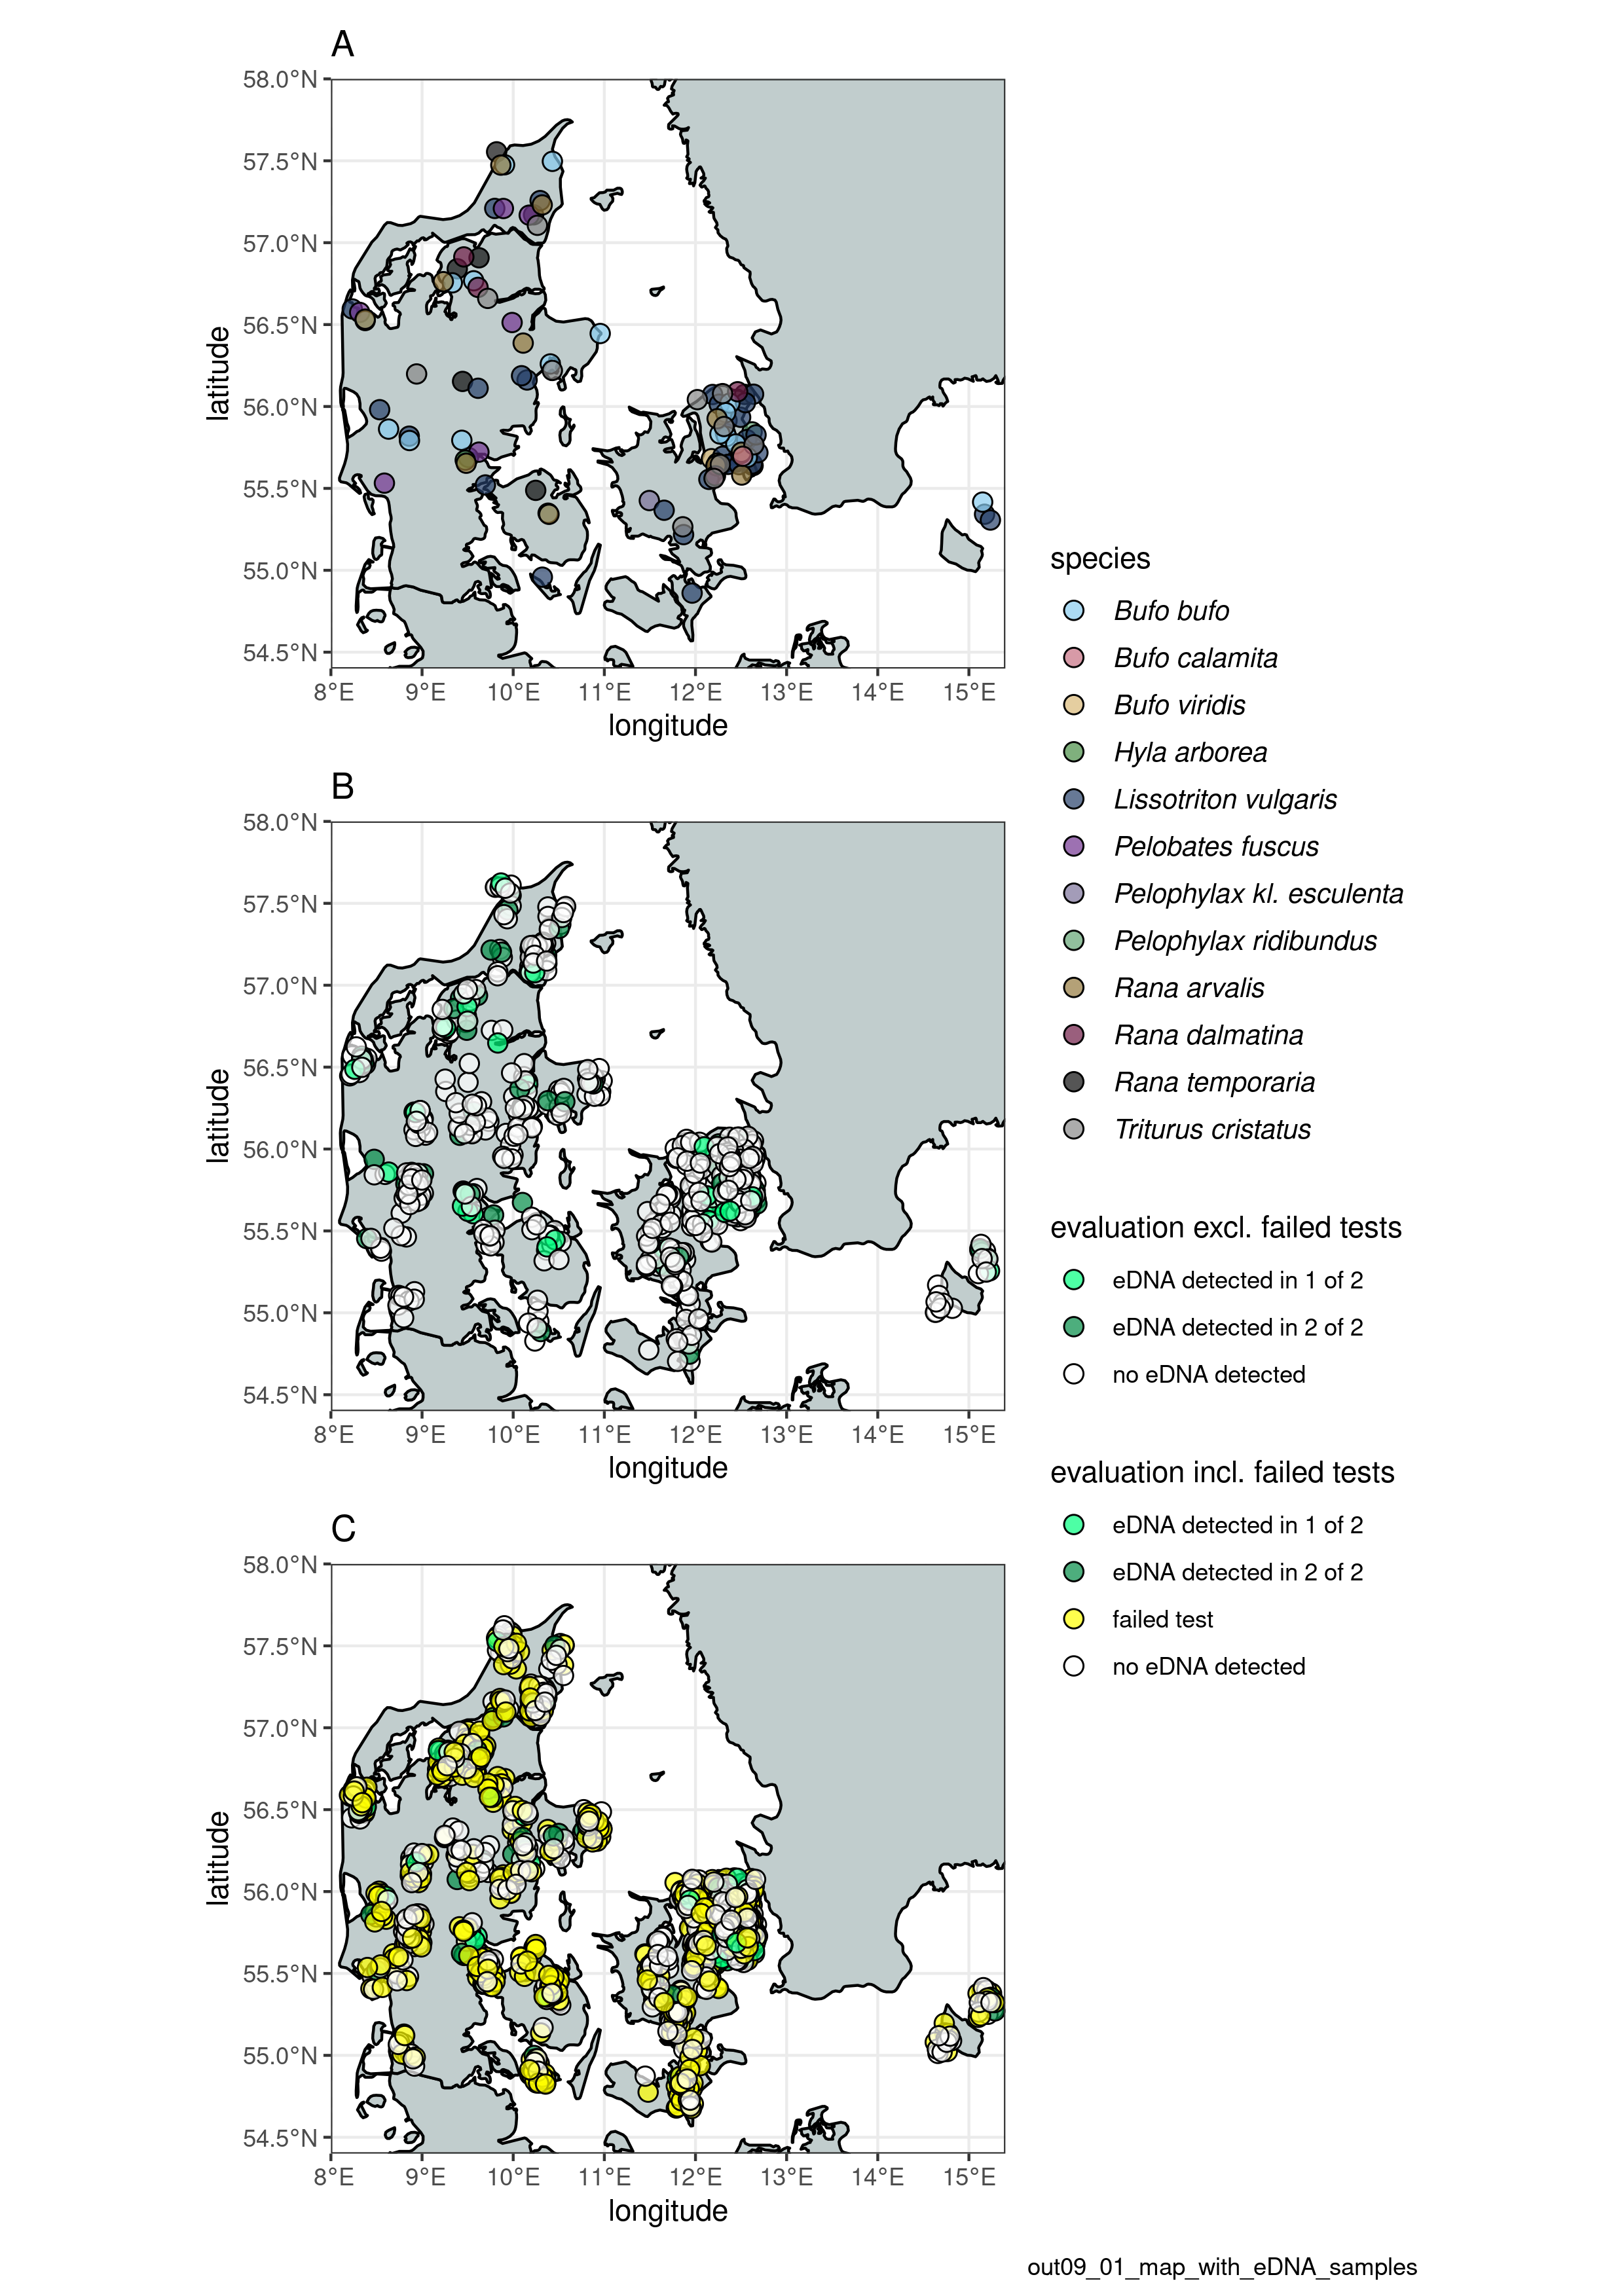 A
58.0°N
57.5°N
57.0°N
56.5°N
56.0°N
55.5°N
55.0°N
54.5°N
latitude
8°E 9°E 10°E 11°E 12°E 13°E 14°E 15°E
longitude
B
58.0°N
57.5°N
57.0°N
56.5°N
56.0°N
55.5°N
55.0°N
54.5°N
latitude
8°E 9°E 10°E 11°E 12°E 13°E 14°E 15°E
longitude
C
58.0°N
57.5°N
57.0°N
56.5°N
56.0°N
55.5°N
55.0°N
54.5°N
latitude
8°E 9°E 10°E 11°E 12°E 13°E 14°E 15°E
longitude
species
Bufo bufo
Bufo calamita
Bufo viridis
Hyla arborea
Lissotriton vulgaris
Pelobates fuscus
Pelophylax kl. esculenta
Pelophylax ridibundus
Rana arvalis
Rana dalmatina
Rana temporaria
Triturus cristatus
evaluation excl. failed tests
eDNA detected in 1 of 2
eDNA detected in 2 of 2
no eDNA detected
evaluation incl. failed tests
eDNA detected in 1 of 2
eDNA detected in 2 of 2
failed test
no eDNA detected
out09_01_map_with_eDNA_samples